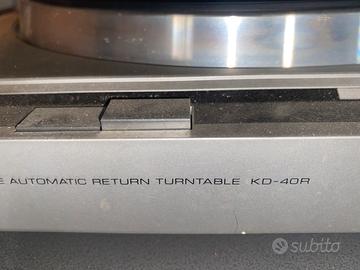 E AUTOMATIC RETURN TURNTABLE KD-40R
subito